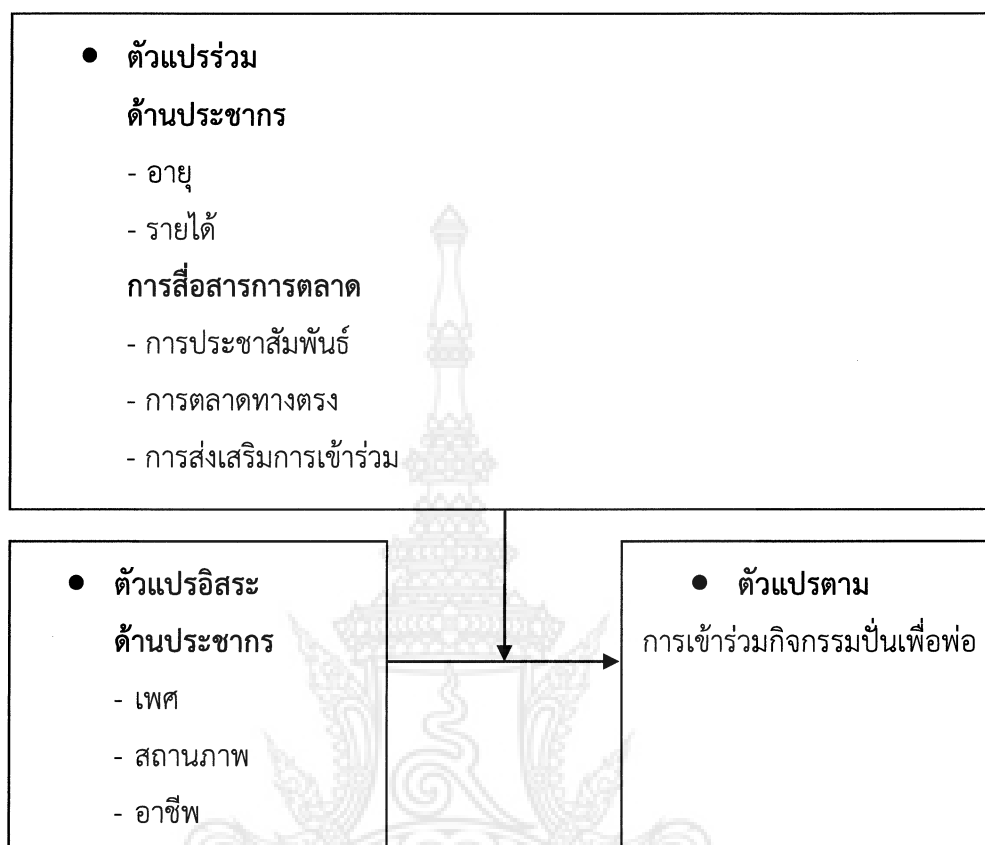 ● ตัวแปรร่วม
ด้านประชากร
- อายุ
- รายได้
การสื่อสารการตลาด
- การประชาสัมพันธ์
- การตลาดทางตรง
- การส่งเสริมการเข้าร่วม
● ตัวแปรอิสระ
ด้านประชากร
- เพศ
- สถานภาพ
- อาชีพ
● ตัวแปรตาม
การเข้าร่วมกิจกรรมปั่นเพื่อพ่อ